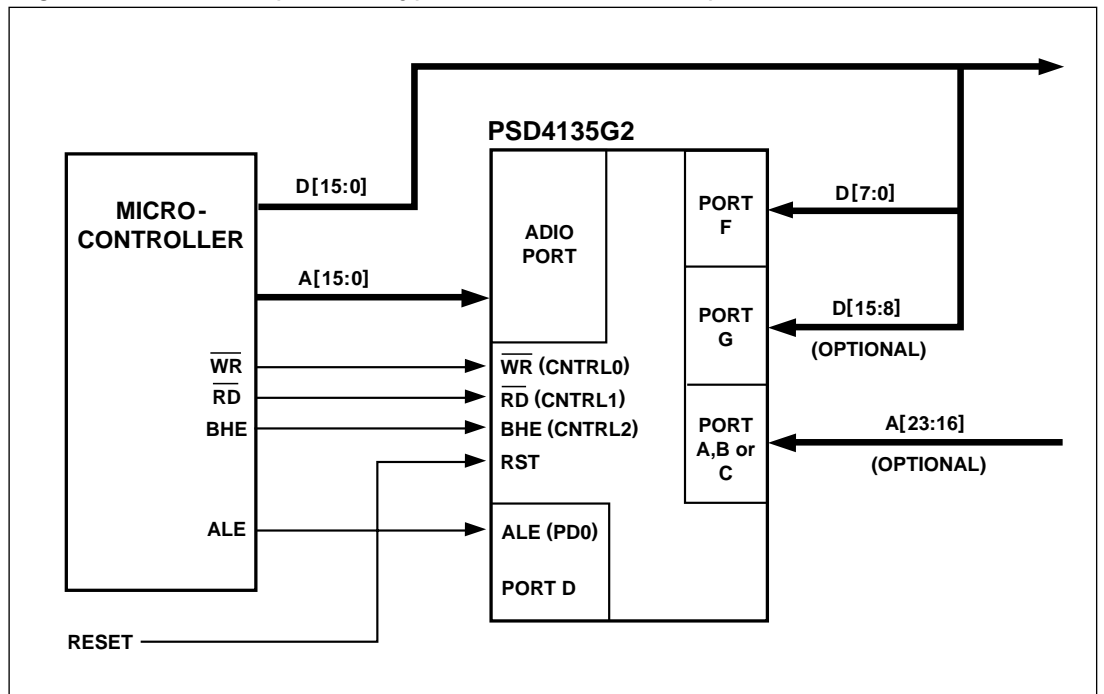 PSD4135G2
MICRO-
CONTROLLER
D[15:0]
A[15:0]
WR
RD
BHE
ALE
RESET
ADIO
PORT
WR (CNTRL0)
RD (CNTRL1)
BHE (CNTRL2)
RST
ALE (PD0)
PORT D
PORT
F
PORT
G
PORT
A,B or
C
D[7:0]
D[15:8]
(OPTIONAL)
A[23:16]
(OPTIONAL)